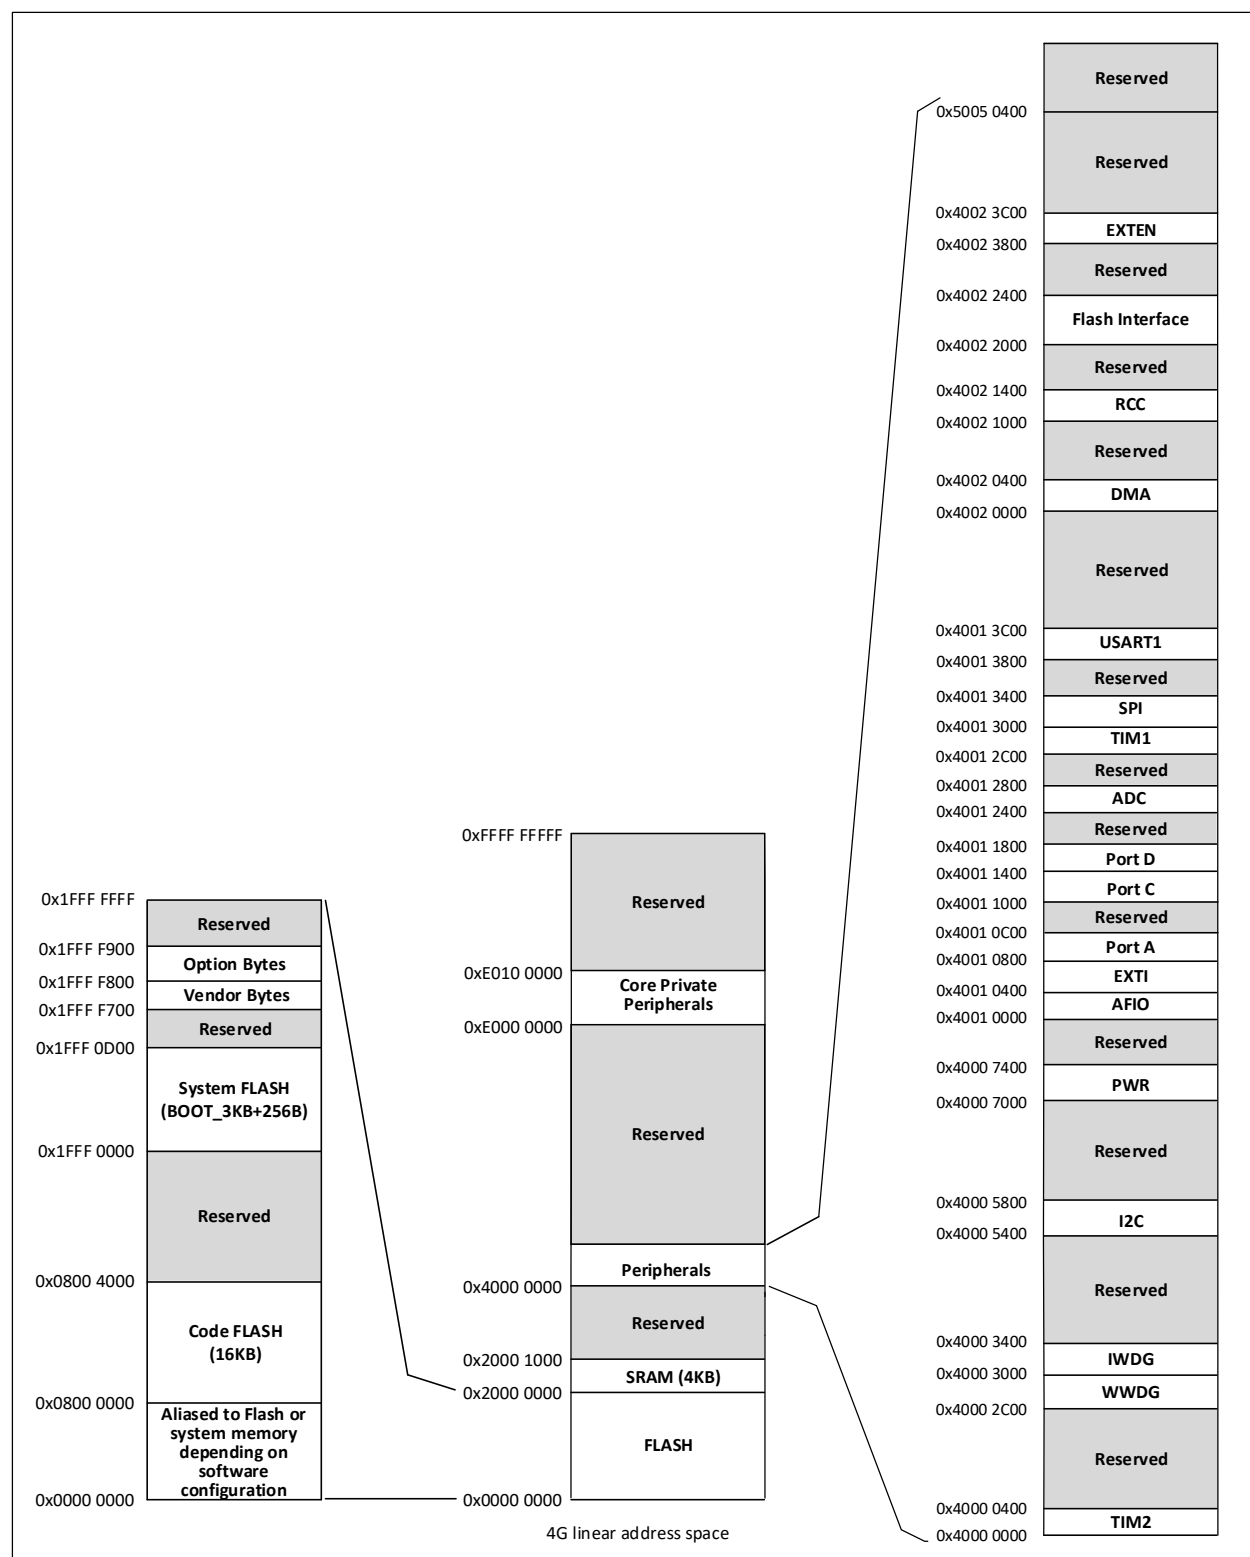 0x1FFF FFFF
Reserved
0x1FFF F900
Option Bytes
0x1FFF F800
Vendor Bytes
0x1FFF F700
Reserved
0x1FFF 0D00
System FLASH
(BOOT_3KB+256B)
0x1FFF 0000
Reserved
0x0800 4000
Code FLASH
(16KB)
0x0800 0000
Aliased to Flash or
system memory
depending on
software
configuration
0x0000 0000
0xFFFF FFFFF
Reserved
0xE010 0000
Core Private
Peripherals
0xE000 0000
Reserved
Peripherals
0x4000 0000
Reserved
0x2000 1000
SRAM (4KB)
0x2000 0000
FLASH
0x0000 0000
4G linear address space
Reserved
0x5005 0400
Reserved
0x4002 3C00
EXTEN
0x4002 3800
Reserved
0x4002 2400
Flash Interface
0x4002 2000
Reserved
0x4002 1400
RCC
0x4002 1000
Reserved
0x4002 0400
DMA
0x4002 0000
Reserved
0x4001 3C00
USART1
0x4001 3800
Reserved
0x4001 3400
SPI
0x4001 3000
TIM1
0x4001 2C00
Reserved
0x4001 2800
ADC
0x4001 2400
Reserved
0x4001 1800
Port D
0x4001 1400
Port C
0x4001 1000
Reserved
0x4001 0C00
Port A
0x4001 0800
EXTI
0x4001 0400
AFIO
0x4001 0000
Reserved
0x4000 7400
PWR
0x4000 7000
Reserved
0x4000 5800
I2C
0x4000 5400
Reserved
0x4000 3400
IWDG
0x4000 3000
WWDG
0x4000 2C00
Reserved
0x4000 0400
TIM2
0x4000 0000